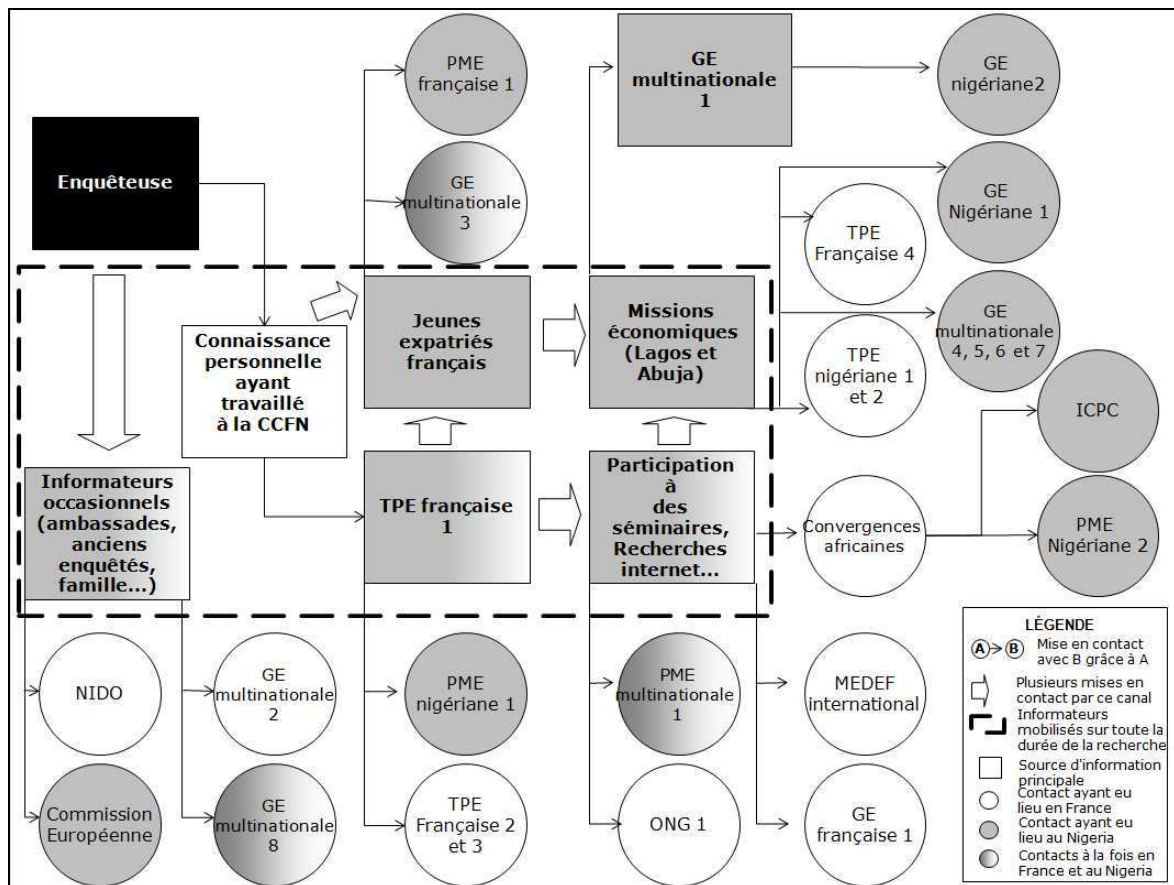 PME
française 1
GE
multinationale
1
GE
nigériane2
Enquêteuse
GE
multinationale
3
GE
Nigériane 1
TPE
Française 4
Connaissance
personnelle
ayant
travaillé
à la CCFN
Jeunes
expatriés
français
Missions
économiques
(Lagos et
Abuja)
GE
multinationale
4, 5, 6 et 7
TPE
nigériane 1
et 2
ICPC
Informateurs
occasionnels
(ambassades,
anciens
enquêtés,
famille...)
TPE française
1
Participation
à
des
séminaires,
Recherches
internet...
Convergences
africaines
PME
Nigériane 2
NIDO
GE
multinationale
2
PME
nigériane 1
PME
multinationale
1
MEDEF
international
Commission
Européenne
GE
multinationale
8
TPE
Française 2
et 3
ONG 1
GE
française 1
LÉGENDE
A B Mise en contact
avec B grâce à A
Plusieurs mises en
contact par ce canal
Informateurs
mobilisés sur toute la
durée de la recherche
Source d'information
principale
Contact ayant eu
lieu en France
Contact ayant eu
lieu au Nigeria
Contacts à la fois en
France et au Nigeria